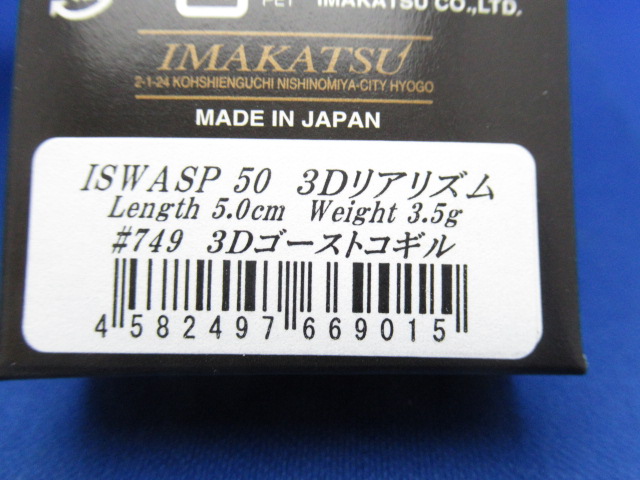 PET IMAKATSU CO.,LTD.
IMAKATSU
2-1-24 KOHSHIENGUCHI NISHINOMIYA-CITY HYOGO
MADE IN JAPAN
ISWASP 50 3Dリアリズム
Length 5.0cm Weight 3.5g
#749 3Dゴーストコギル
4 582497 669015